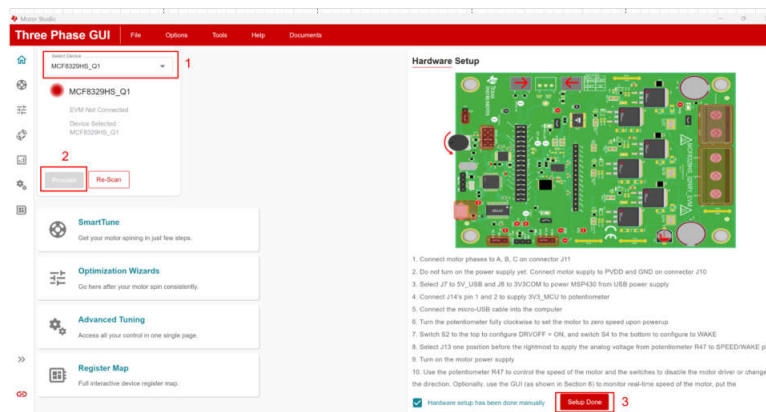 Motor Studio
Three Phase GUI File Options Tools Help Documents
Select Device
MCF8329HS_Q1
1
MCF8329HS_Q1
EVM Not Connected
Device Selected :
MCF8329HS_Q1
2
Proceed Re-Scan
SmartTune
Get your motor spining in just few steps.
Optimization Wizards
Go here after your motor spin consistently.
Advanced Tuning
Access all your control in one single page.
Register Map
Full interactive device register map.
Hardware Setup
1. Connect motor phases to A, B, C on connector J11
2. Do not turn on the power supply yet. Connect motor supply to PVDD and GND on connector J10
3. Select J7 to 5V_USB and J8 to 3V3COM to power MSP430 from USB power supply
4. Connect J14's pin 1 and 2 to supply 3V3_MCU to potentiometer
5. Connect the micro-USB cable into the computer
6. Turn the potentiometer fully clockwise to set the motor to zero speed upon powerup
7. Switch S2 to the top to configure DRVOFF = ON, and switch S4 to the bottom to configure to WAKE
8. Select J13 one position before the rightmost to apply the analog voltage from potentiometer R47 to SPEED/WAKE p
9. Turn on the motor power supply
10. Use the potentiometer R47 to control the speed of the motor and the switches to disable the motor driver or change
the direction. Optionally, use the GUI (as shown in Section 6) to monitor real-time speed of the motor, put the
Hardware setup has been done manually Setup Done 3